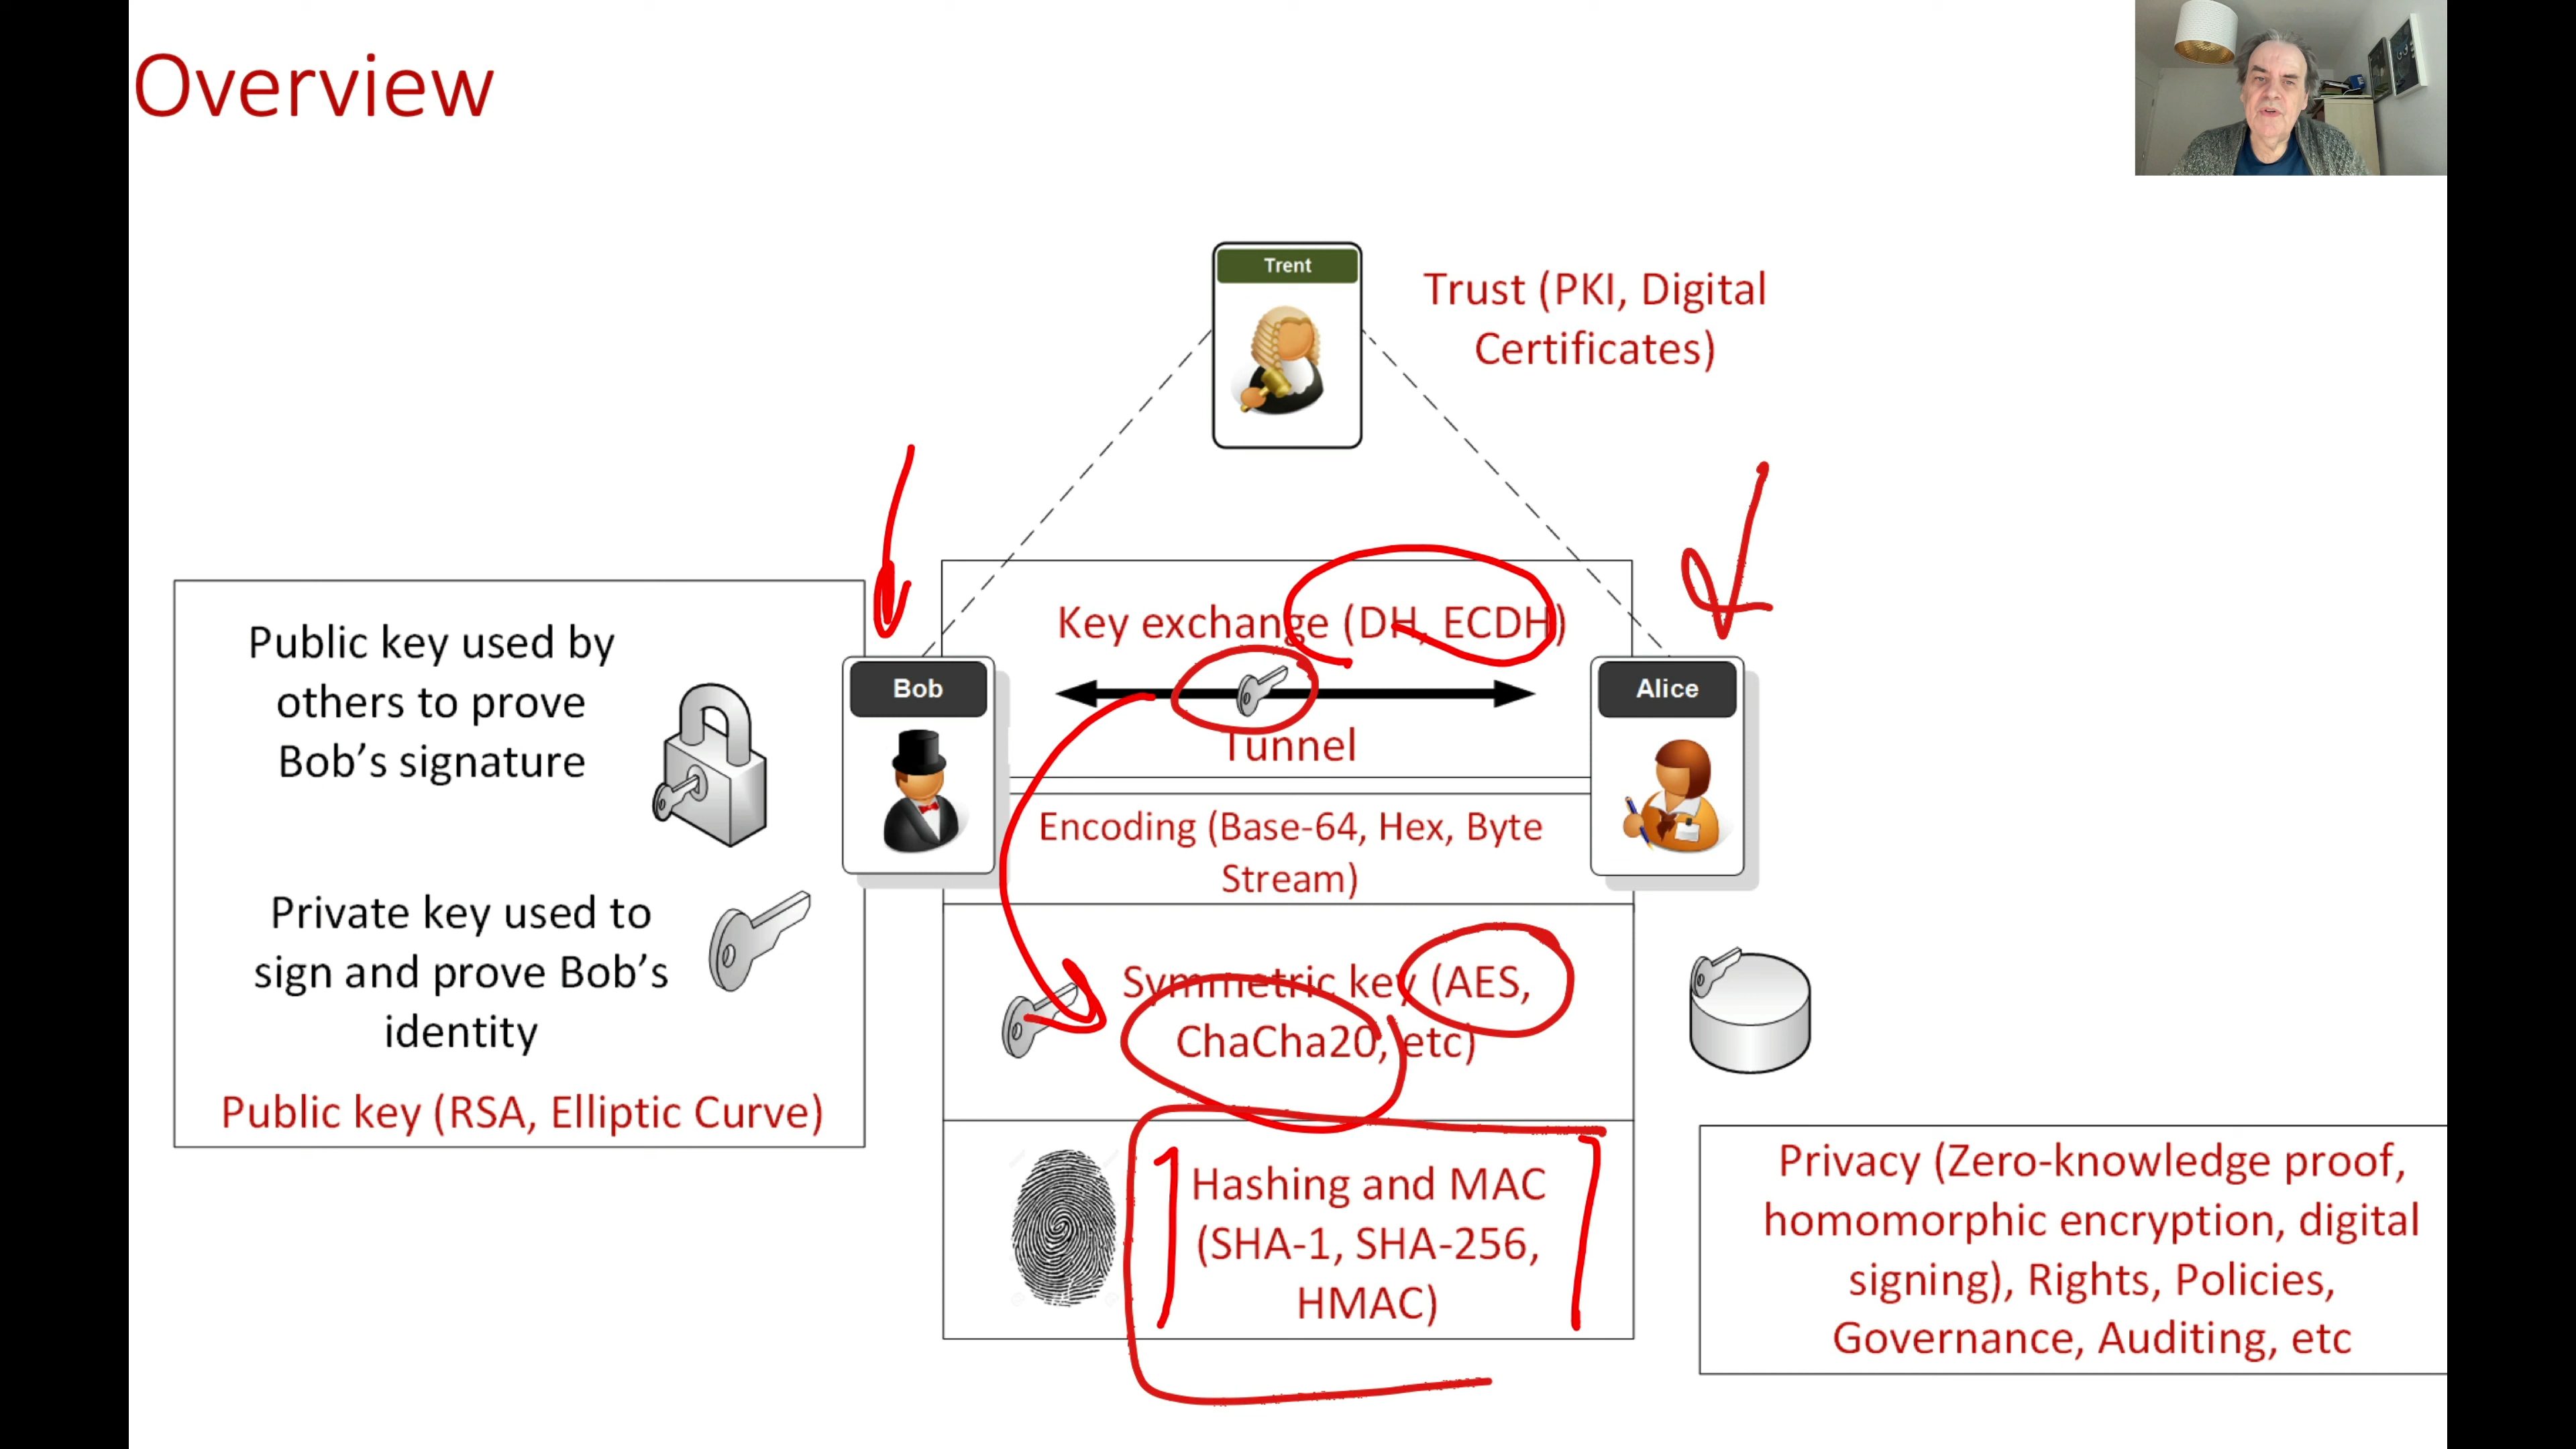 Overview
Trent
Trust (PKI, Digital
Certificates)
Key exchange (DH, ECDH)
Bob
Alice
Tunnel
Encoding (Base-64, Hex, Byte
Stream)
Symmetric key (AES,
ChaCha20, etc)
Hashing and MAC
(SHA-1, SHA-256,
HMAC)
Public key used by
others to prove
Bob’s signature
Private key used to
sign and prove Bob’s
identity
Public key (RSA, Elliptic Curve)
Privacy (Zero-knowledge proof,
homomorphic encryption, digital
signing), Rights, Policies,
Governance, Auditing, etc